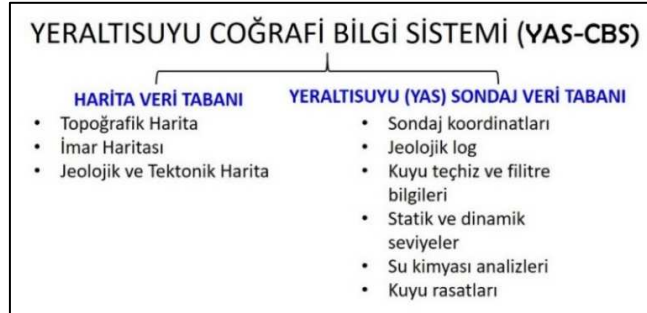 YERALTISUYU COĞRAFİ BİLGİ SİSTEMİ (YAS-CBS)
HARİTA VERİ TABANI
• Topoğrafik Harita
• İmar Haritası
• Jeolojik ve Tektonik Harita
YERALTISUYU (YAS) SONDAJ VERİ TABANI
• Sondaj koordinatları
• Jeolojik log
• Kuyu teçhiz ve filitre
bilgileri
• Statik ve dinamik
seviyeler
• Su kimyası analizleri
• Kuyu rasatları